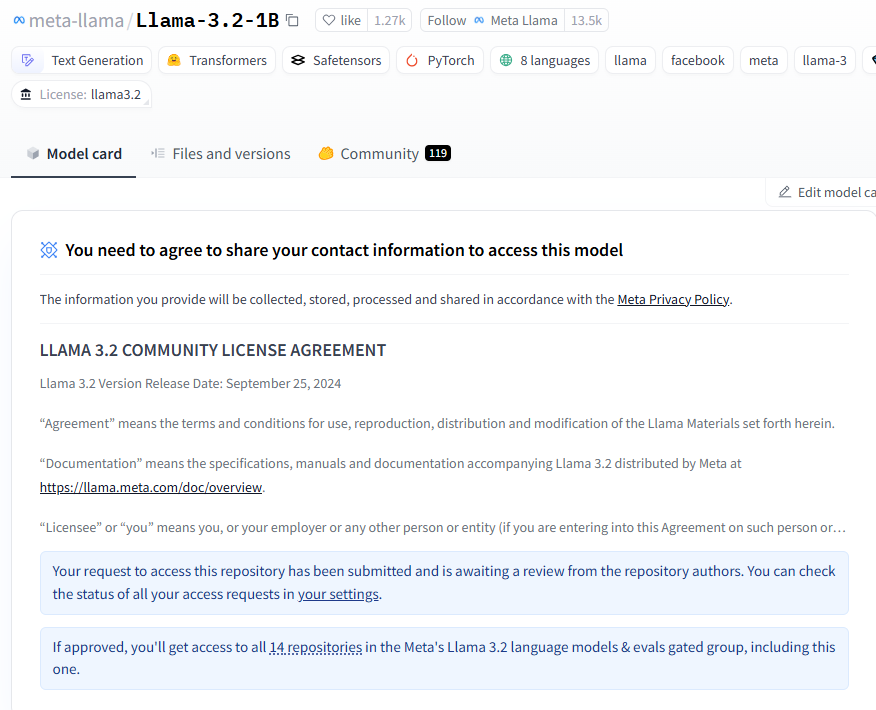 meta-llama/Llama-3.2-1B like 1.27k Follow Meta Llama 13.5k
Text Generation Transformers Safetensors PyTorch 8 languages llama facebook meta llama-3
License: llama3.2
Model card Files and versions Community 119
Edit model ca
You need to agree to share your contact information to access this model
The information you provide will be collected, stored, processed and shared in accordance with the Meta Privacy Policy.
LLAMA 3.2 COMMUNITY LICENSE AGREEMENT
Llama 3.2 Version Release Date: September 25, 2024
“Agreement” means the terms and conditions for use, reproduction, distribution and modification of the Llama Materials set forth herein.
“Documentation” means the specifications, manuals and documentation accompanying Llama 3.2 distributed by Meta at
https://llama.meta.com/doc/overview.
“Licensee” or “you” means you, or your employer or any other person or entity (if you are entering into this Agreement on such person or…
Your request to access this repository has been submitted and is awaiting a review from the repository authors. You can check
the status of all your access requests in your settings.
If approved, you'll get access to all 14 repositories in the Meta's Llama 3.2 language models & evals gated group, including this
one.